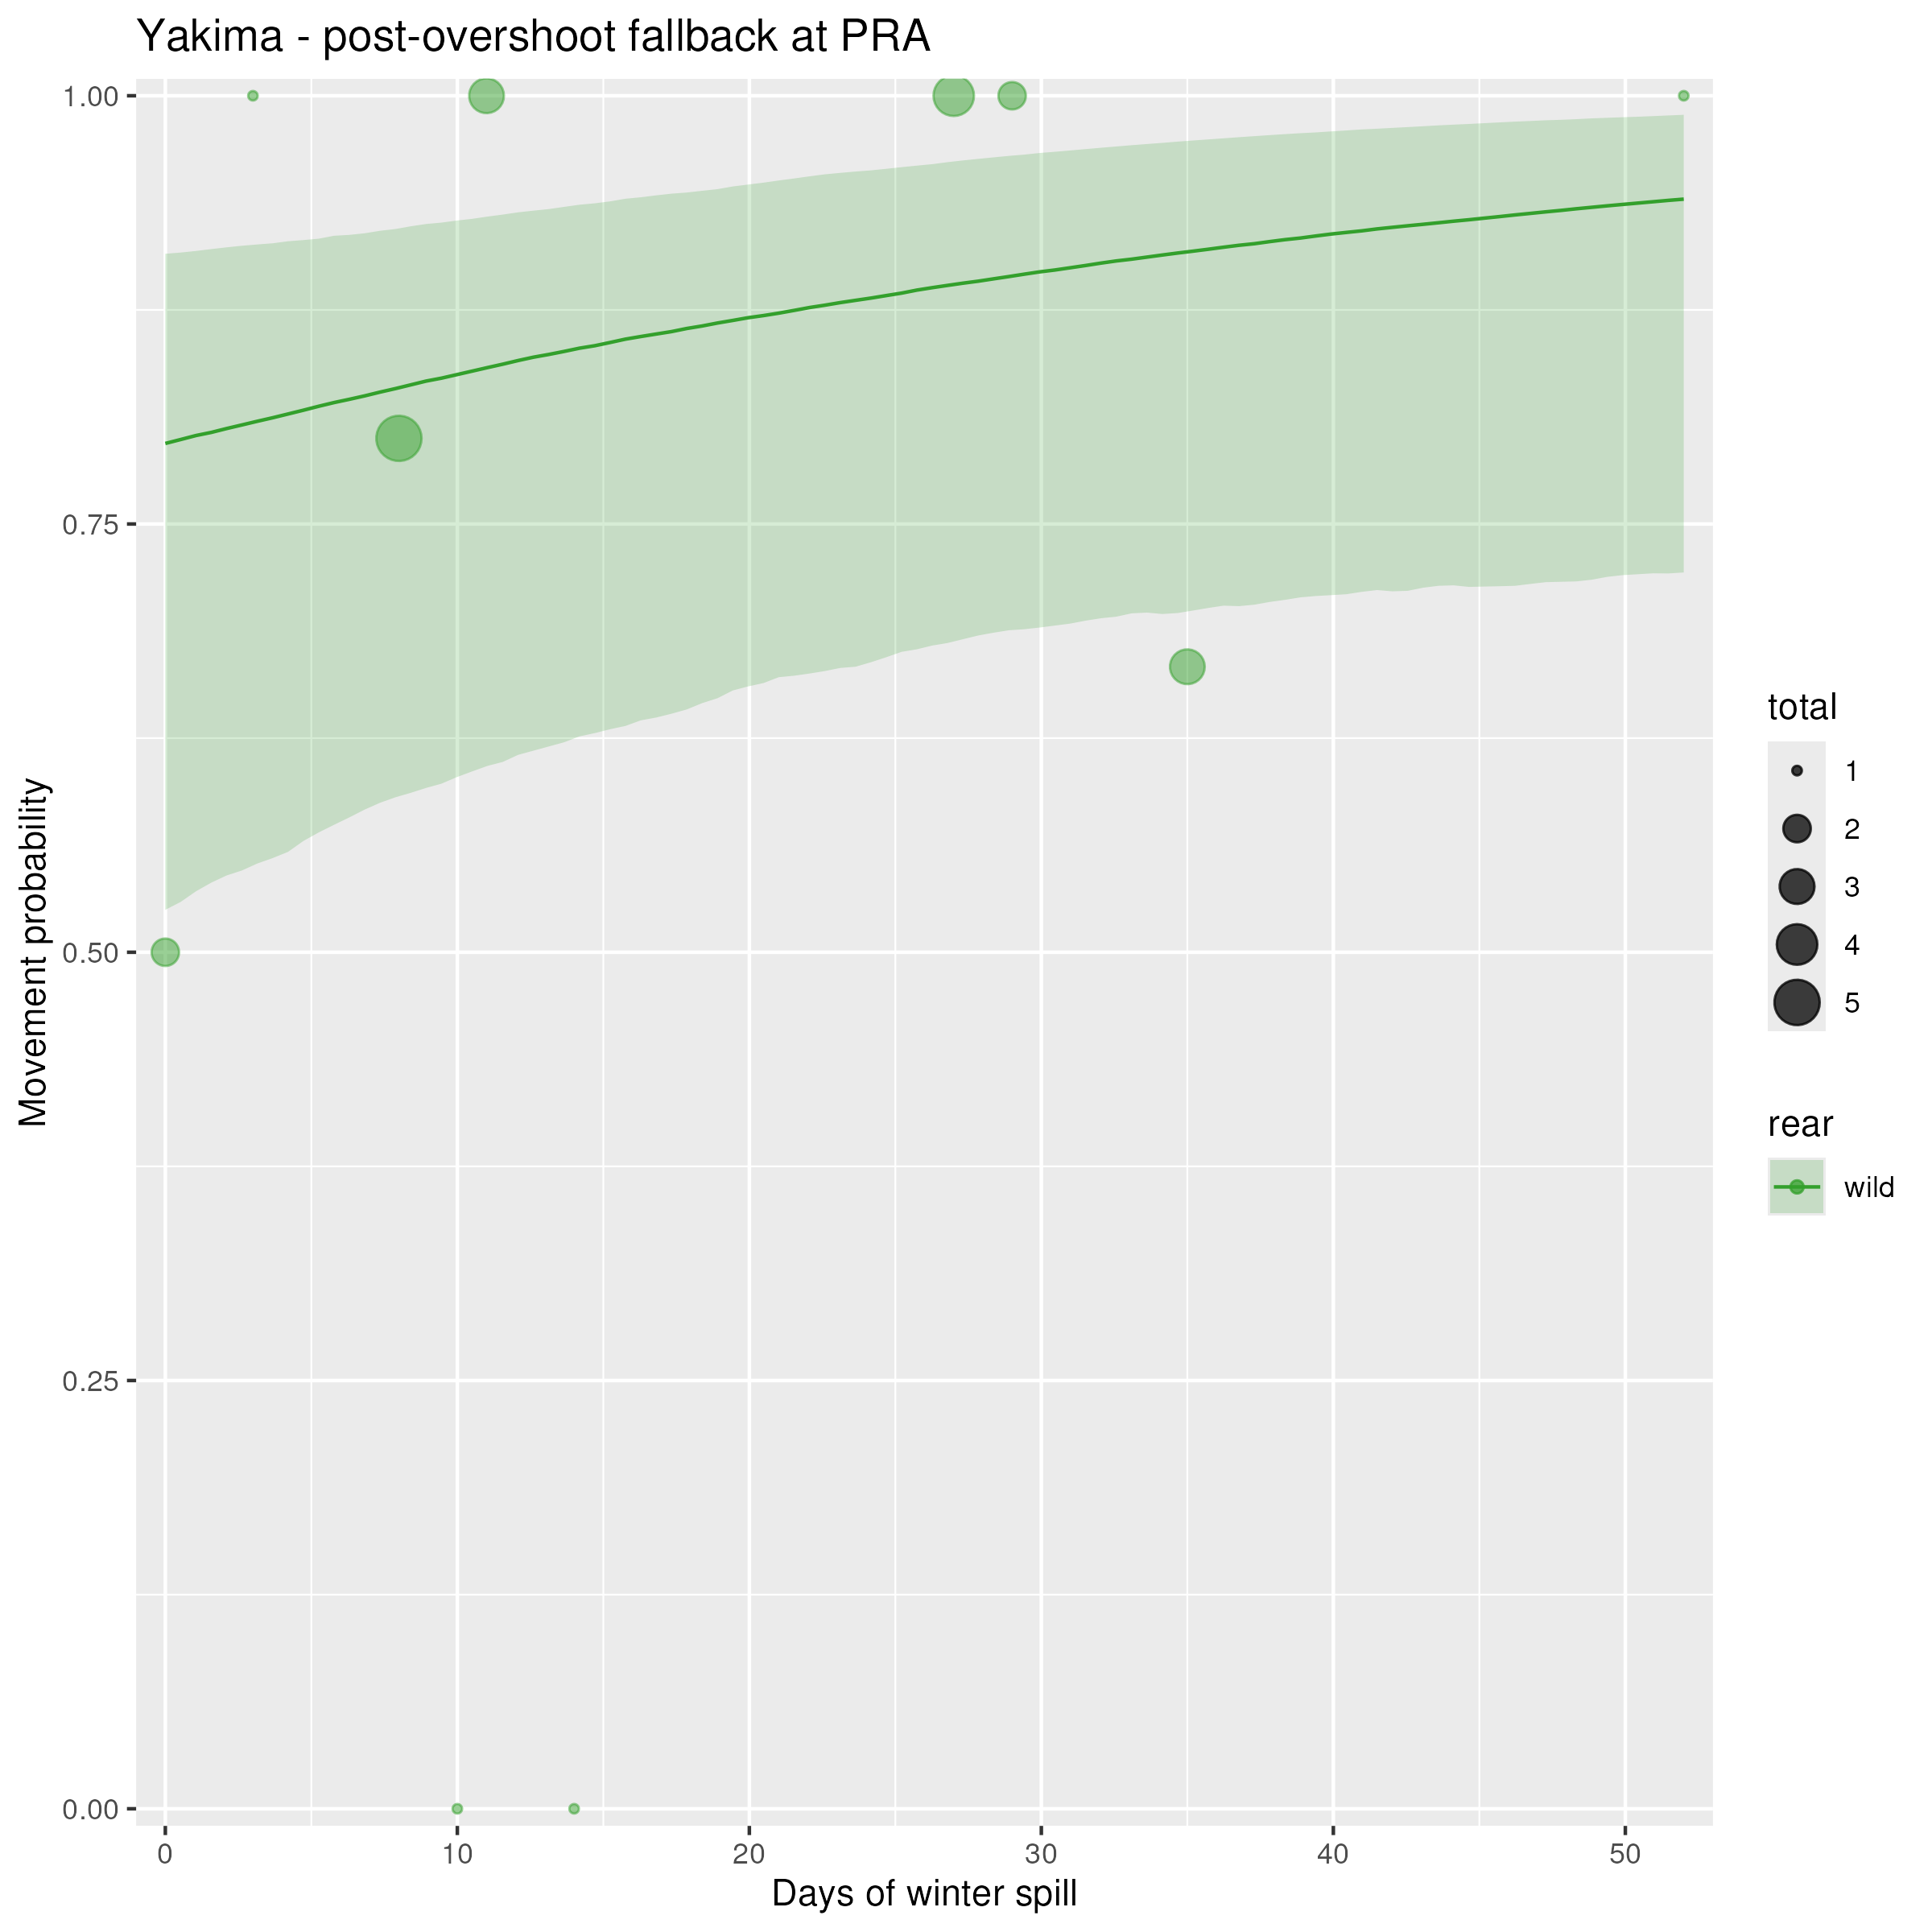 Yakima - post-overshoot fallback at PRA
1.00
0.75
0.50
0.25
0.00
Movement probability
0
10
20
30
40
50
Days of winter spill
total
1
2
3
4
5
rear
wild